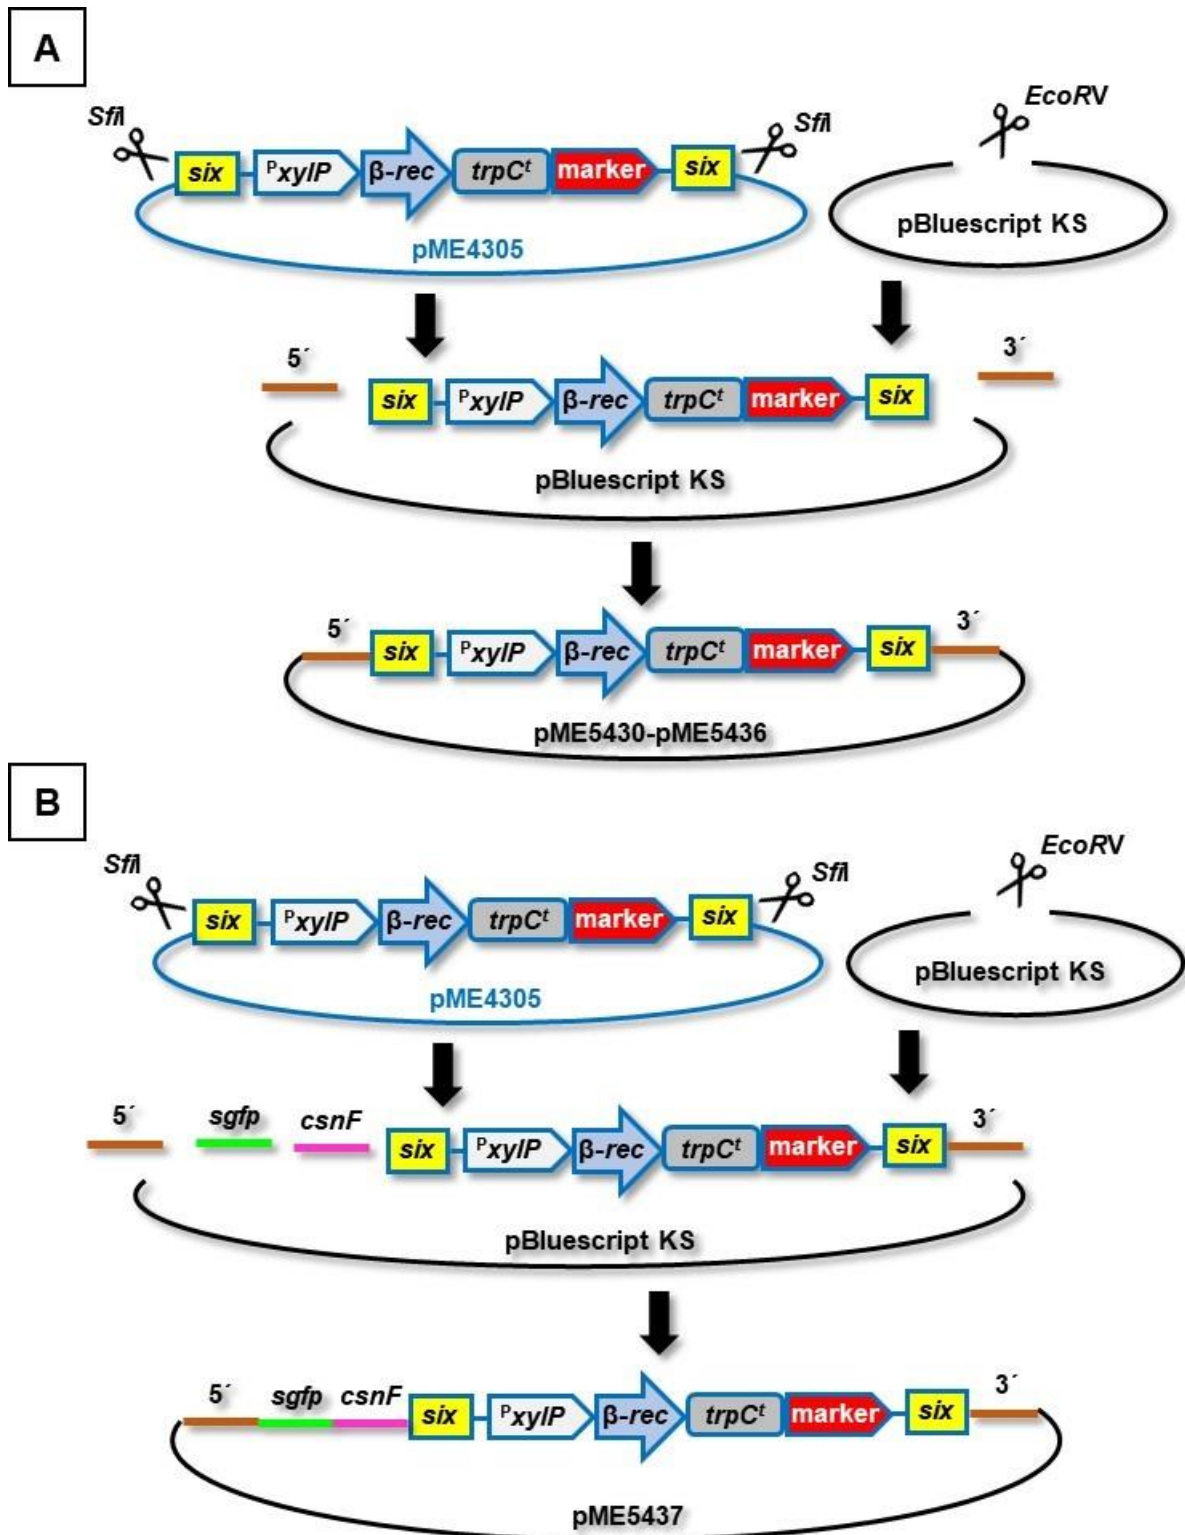 A
SfiI
EcoRV
SfiI
six PxylP β-rec trpCt marker six
pBluescript KS
pME4305
5´ 3´
six PxylP β-rec trpCt marker six
pBluescript KS
5´ 3´
six PxylP β-rec trpCt marker six
pME5430-pME5436
B
EcoRV
SfiI SfiI
six PxylP β-rec trpCt marker six
pBluescript KS
pME4305
5´ sgfp csnF 3´
six PxylP β-rec trpCt marker six
pBluescript KS
5´ sgfp csnF 3´
six PxylP β-rec trpCt marker six
pME5437